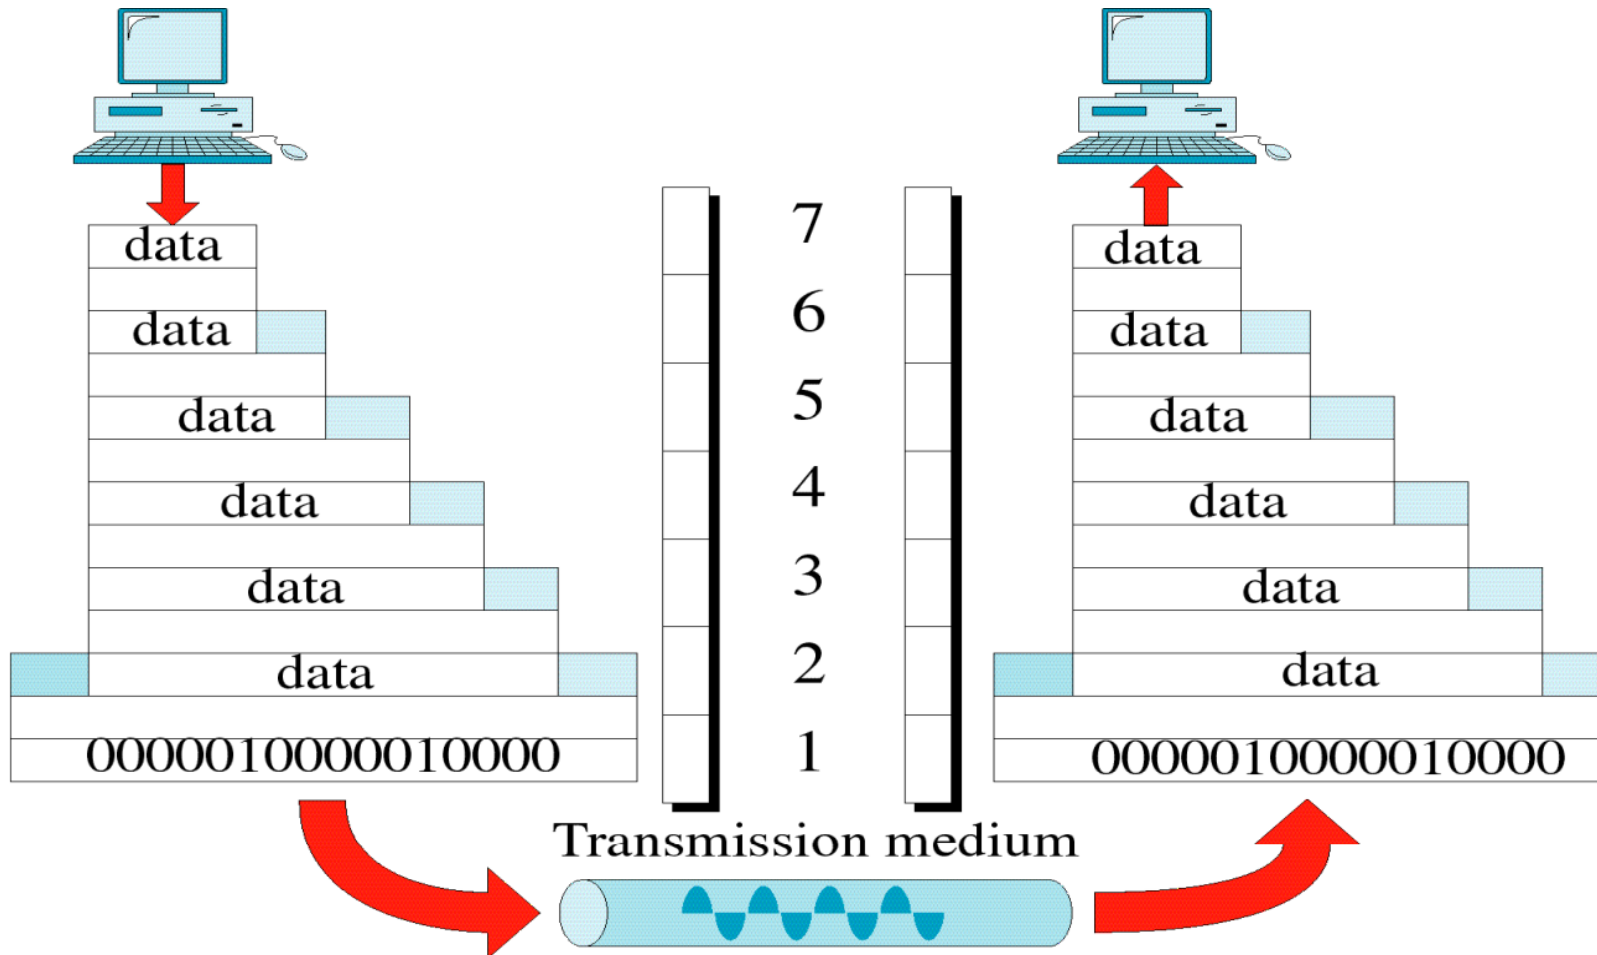 data 7 data
data 6 data
data 5 data
data 4 data
data 3 data
data 2 data
0000010000010000 1 0000010000010000
Transmission medium